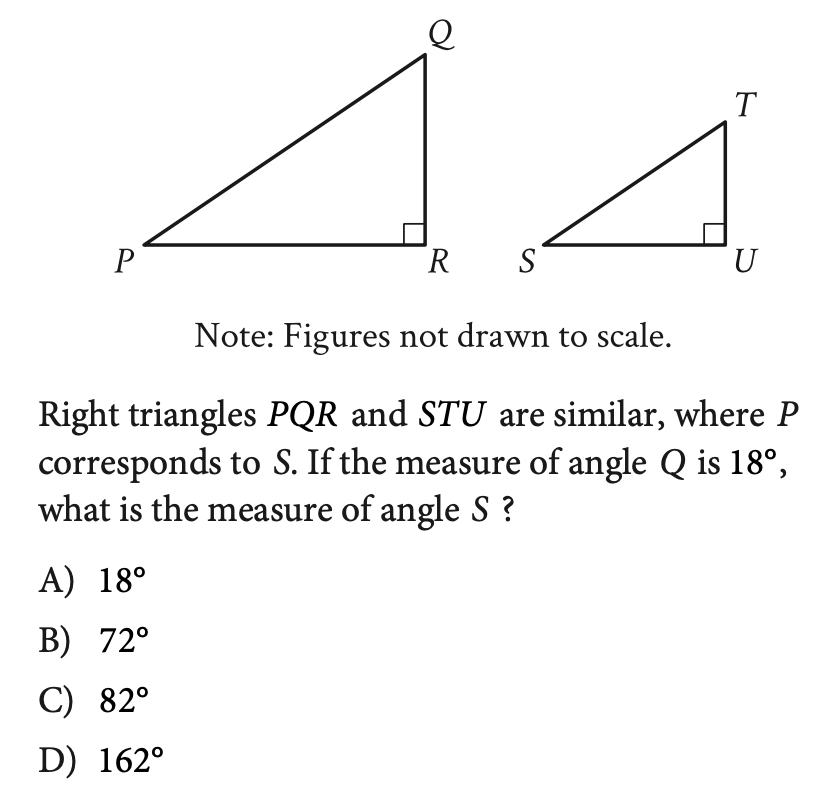 Q
T
P
R
S
U
Note: Figures not drawn to scale.
Right triangles PQR and STU are similar, where P
corresponds to S. If the measure of angle Q is 18°,
what is the measure of angle S ?
A) 18°
B) 72°
C) 82°
D) 162°